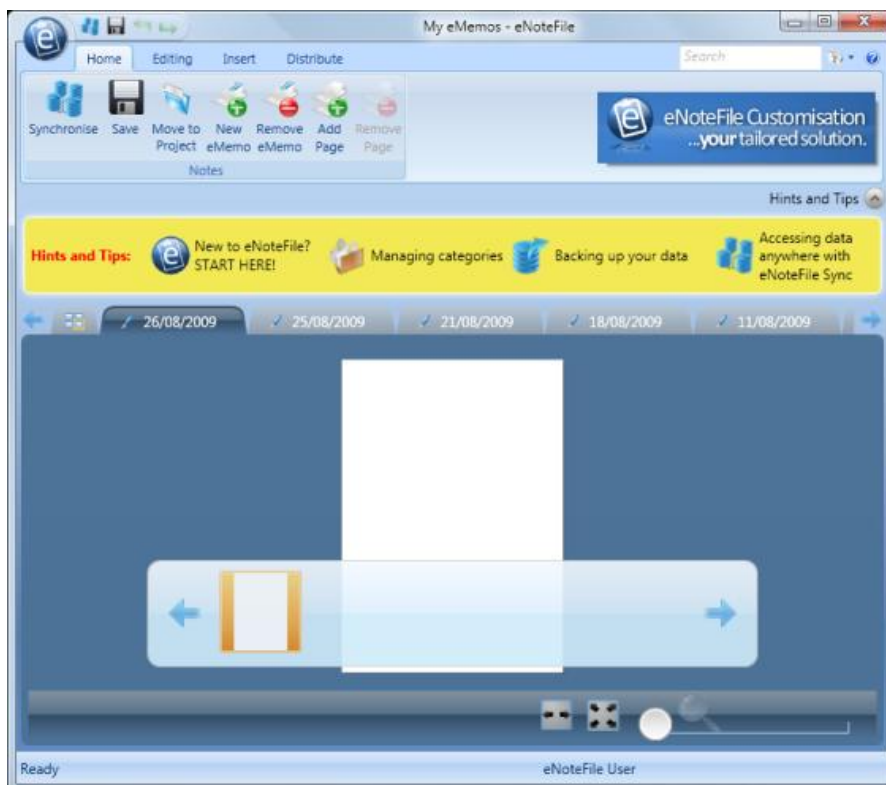 My eMemos - eNoteFile
Home Editing Insert Distribute Search
Synchronise Save Move to Project New eMemo Remove eMemo Add Page Remove Page
Notes
eNoteFile Customisation
...your tailored solution.
Hints and Tips
Hints and Tips: New to eNoteFile? START HERE! Managing categories Backing up your data Accessing data anywhere with eNoteFile Sync
26/08/2009 25/08/2009 21/08/2009 18/08/2009 11/08/2009
Ready eNoteFile User